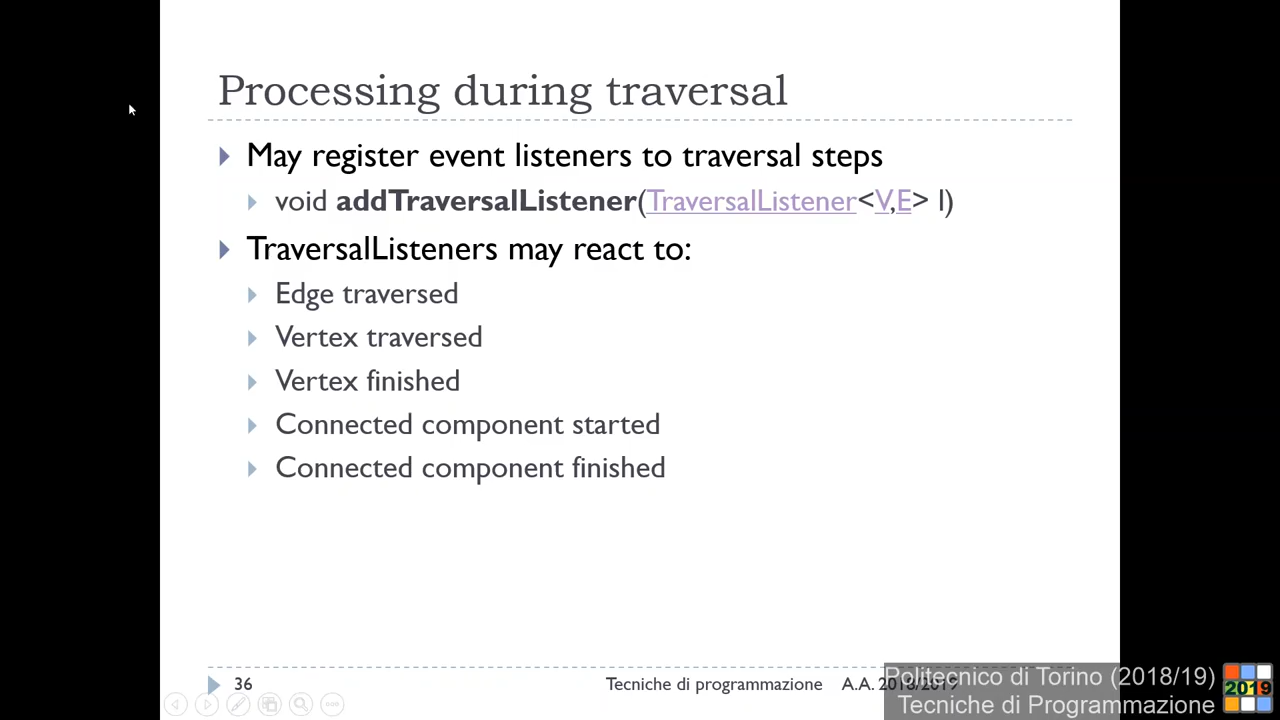 Processing during traversal
May register event listeners to traversal steps
void addTraversalListener(TraversalListener<V,E> l)
TraversalListeners may react to:
Edge traversed
Vertex traversed
Vertex finished
Connected component started
Connected component finished
36
Tecniche di programmazione A.A. 2018/2019
Politecnico di Torino (2018/19)
Tecniche di Programmazione
2019